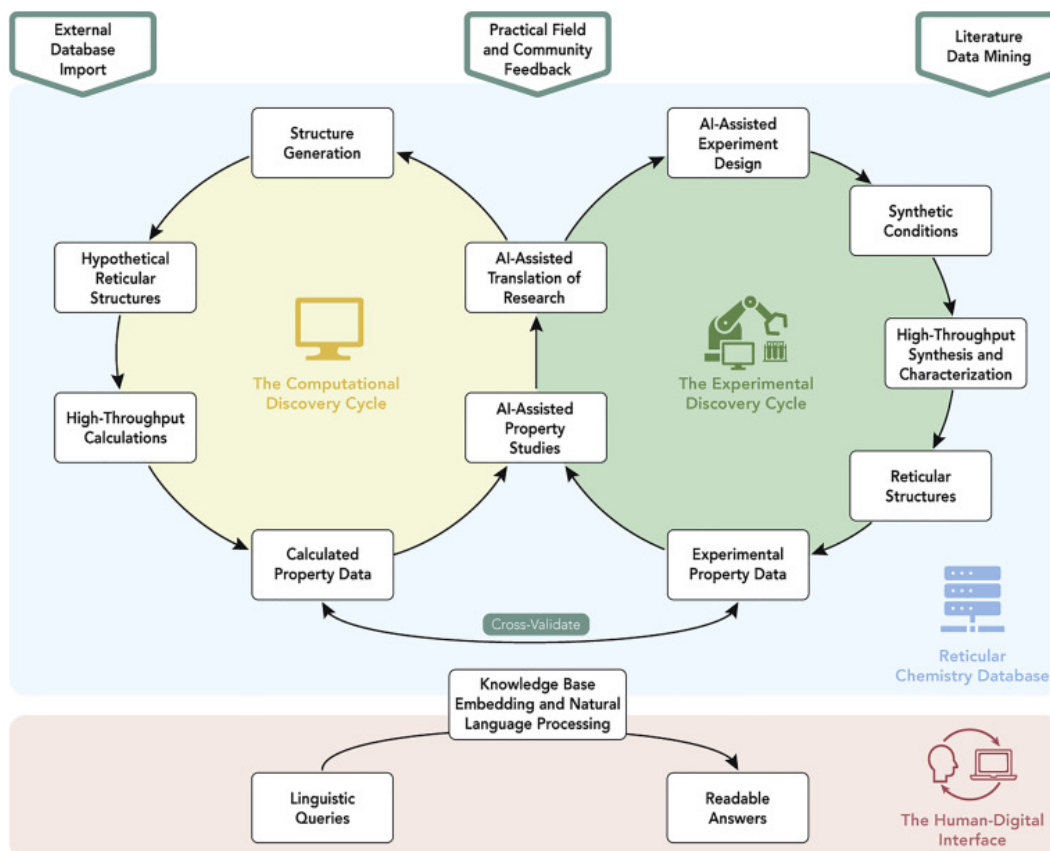 External
Database
Import
Practical Field
and Community
Feedback
Literature
Data Mining
Structure
Generation
AI-Assisted
Experiment
Design
Synthetic
Conditions
Hypothetical
Reticular
Structures
AI-Assisted
Translation of
Research
High-Throughput
Synthesis and
Characterization
The Computational
Discovery Cycle
The Experimental
Discovery Cycle
High-Throughput
Calculations
AI-Assisted
Property
Studies
Reticular
Structures
Calculated
Property Data
Experimental
Property Data
Cross-Validate
Reticular
Chemistry Database
Knowledge Base
Embedding and Natural
Language Processing
Linguistic
Queries
Readable
Answers
The Human-Digital
Interface